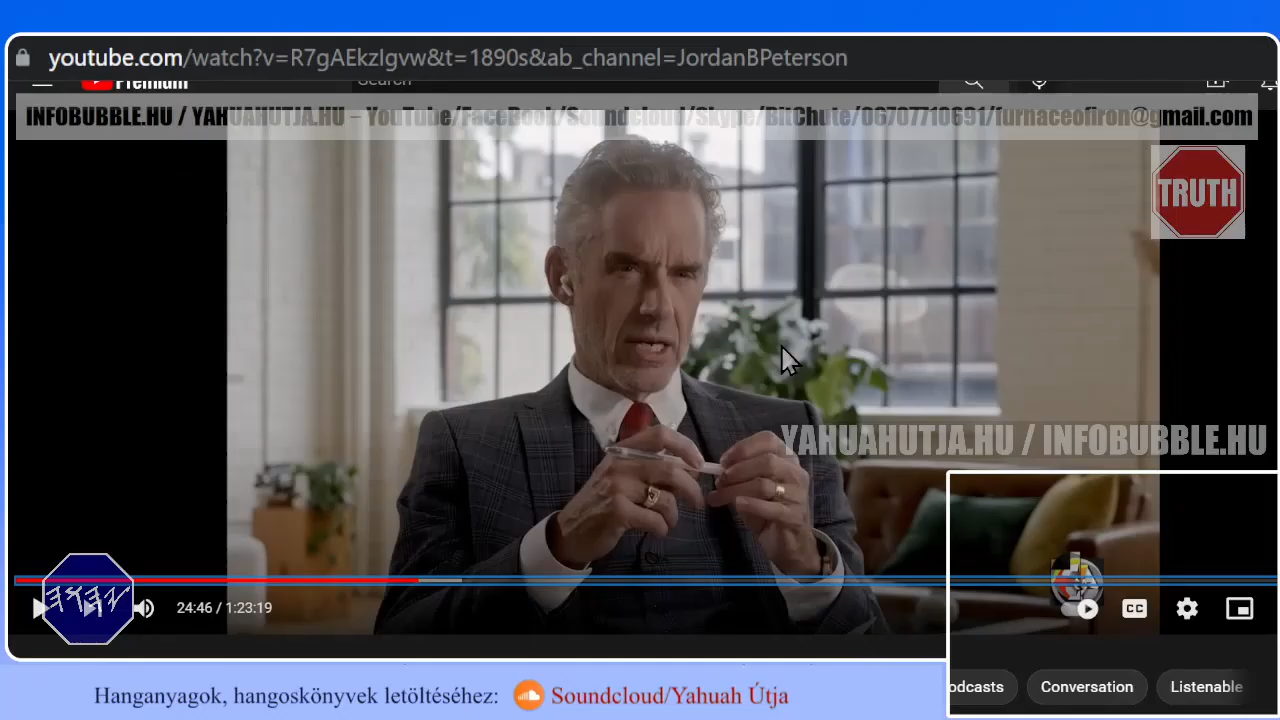 youtube.com/watch?v=R7gAEkzIgvw&t=1890s&ab_channel=JordanBPeterson
Premium
Search
INFOBUBBLE.HU / YAHUAHUTJA.HU – YouTube/FaceBook/Soundcloud/Skype/BitChute/06707710691/furnaceofiron@gmail.com
TRUTH
YAHUAHUTJA.HU / INFOBUBBLE.HU
𐤉𐤄𐤅𐤄
24:46 / 1:23:19
CC
odcasts
Conversation
Listenable
Hanganyagok, hangoskönyvek letöltéséhez:
Soundcloud/Yahuah Útja